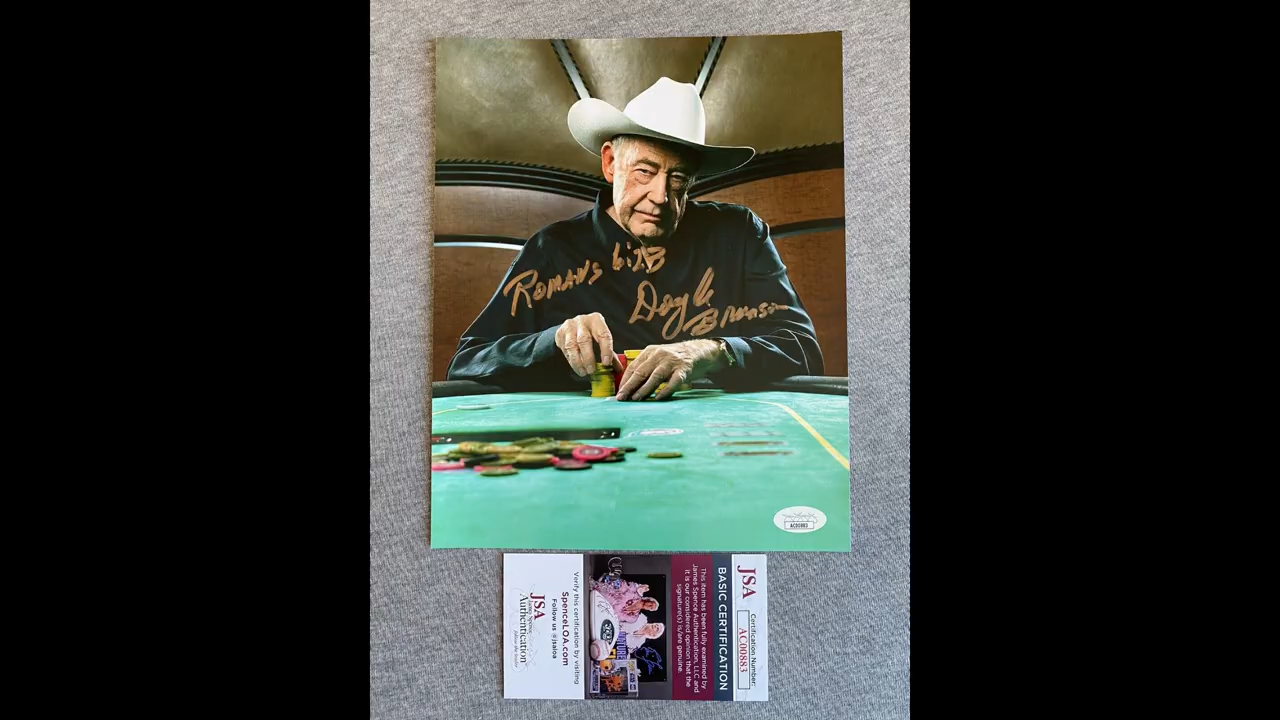 ROMANS 6:23
Doyle
Brunson
AC00883
JSA
Certification Number:
AC00883
BASIC CERTIFICATION
This item has been fully examined by
James Spence Authentication, LLC and
it is our considered opinion that the
signature(s) is/are genuine.
Verify this certification by visiting
SpenceLOA.com
Follow us @jsaloa
JSA
Authentication